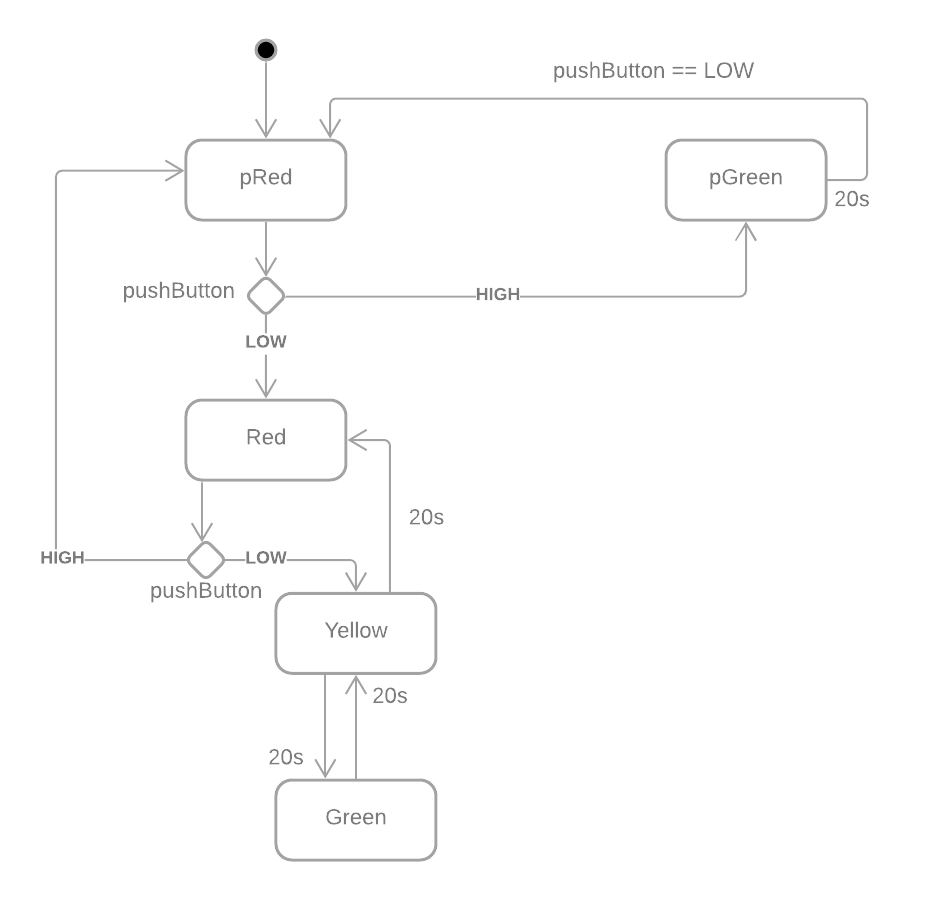 pushButton == LOW
pRed
pGreen
20s
pushButton
HIGH
LOW
Red
20s
HIGH
LOW
pushButton
Yellow
20s
20s
Green